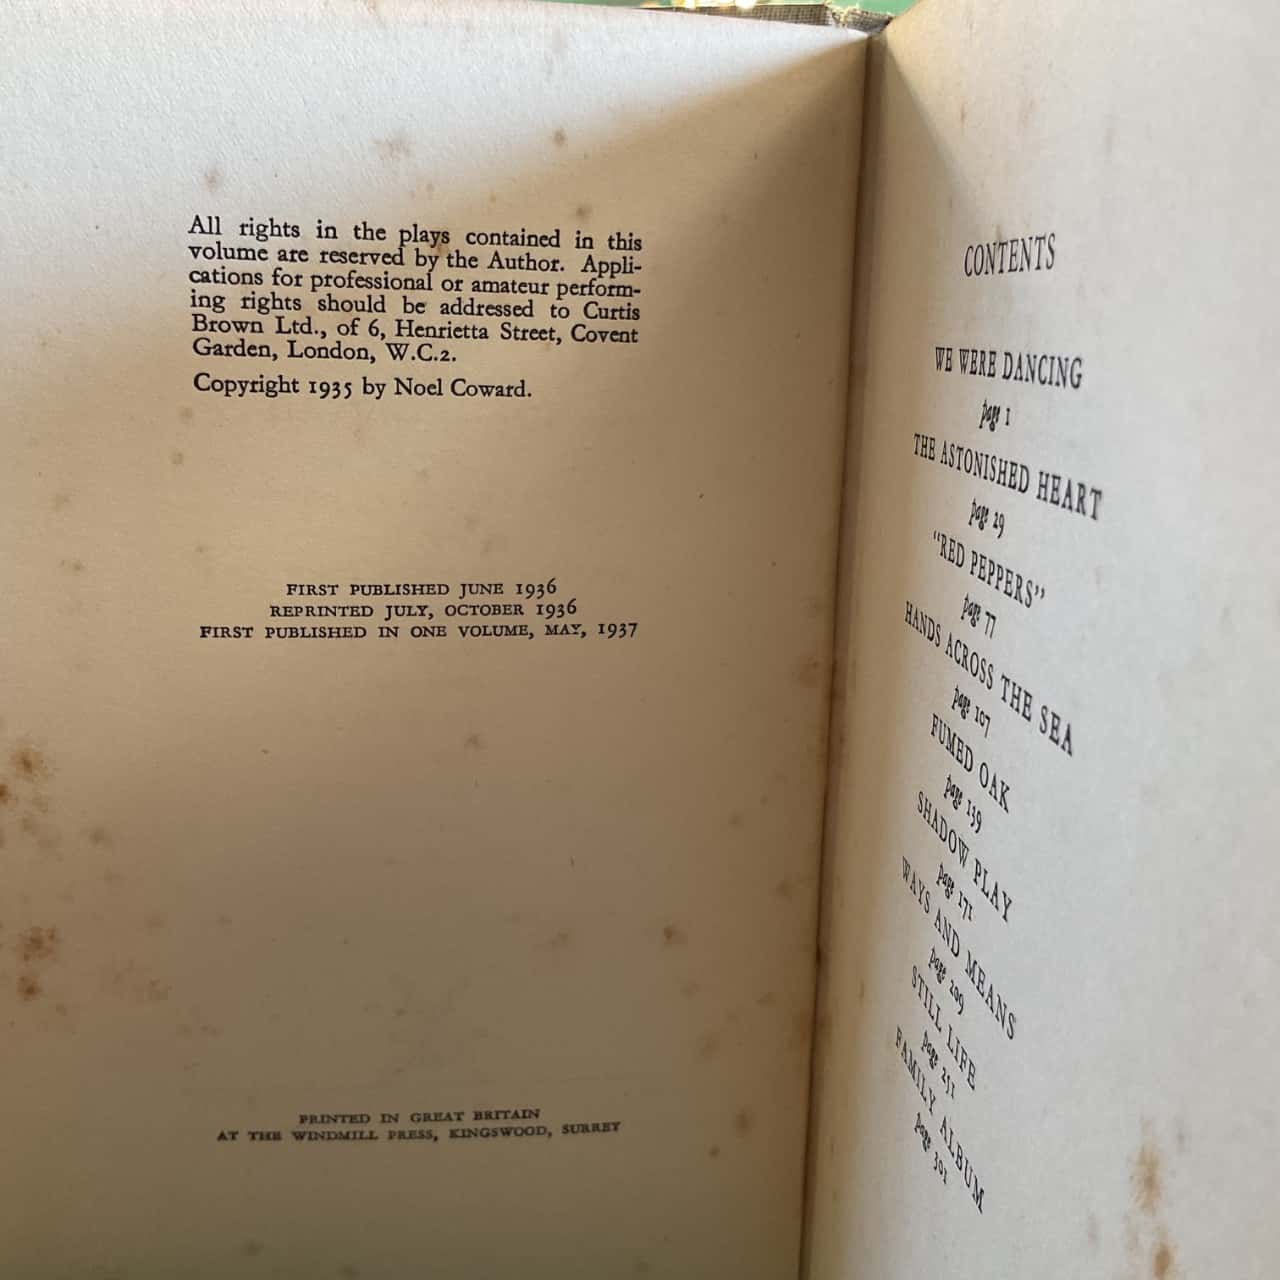 All rights in the plays contained in this
volume are reserved by the Author. Appli-
cations for professional or amateur perform-
ing rights should be addressed to Curtis
Brown Ltd., of 6, Henrietta Street, Covent
Garden, London, W.C.2.
Copyright 1935 by Noel Coward.
FIRST PUBLISHED JUNE 1936
REPRINTED JULY, OCTOBER 1936
FIRST PUBLISHED IN ONE VOLUME, MAY, 1937
PRINTED IN GREAT BRITAIN
AT THE WINDMILL PRESS, KINGSWOOD, SURREY
CONTENTS
WE WERE DANCING
page 1
THE ASTONISHED HEART
page 29
"RED PEPPERS"
page 77
HANDS ACROSS THE SEA
page 107
FUMED OAK
page 139
SHADOW PLAY
page 171
WAYS AND MEANS
page 209
STILL LIFE
page 251
FAMILY ALBUM
page 301